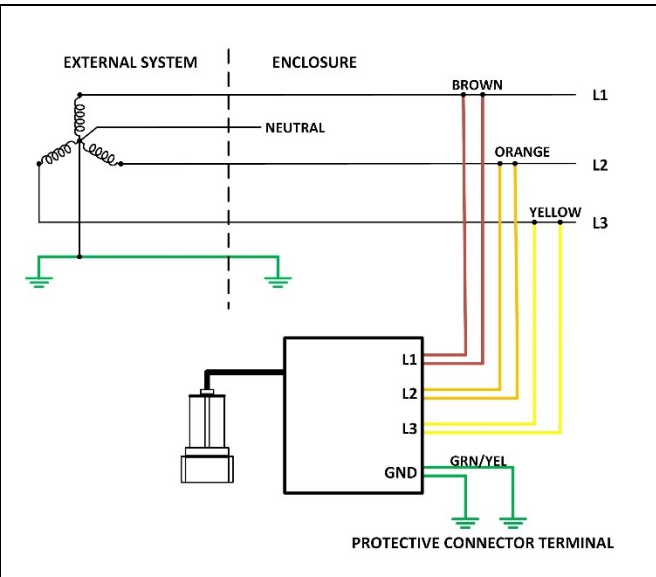 EXTERNAL SYSTEM
ENCLOSURE
BROWN
L1
NEUTRAL
ORANGE
L2
YELLOW
L3
L1
L2
L3
GND
GRN/YEL
PROTECTIVE CONNECTOR TERMINAL